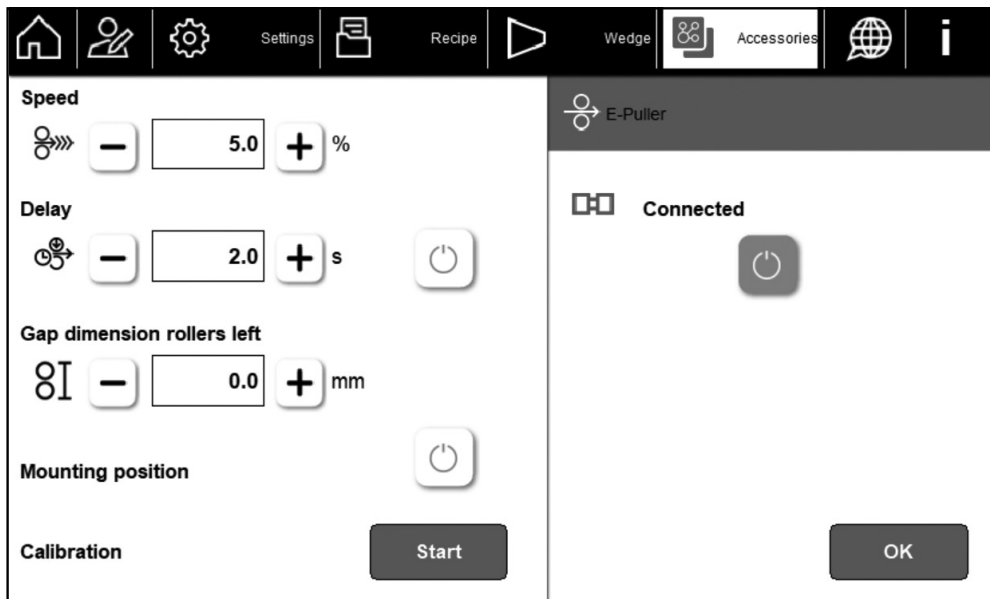 Settings
Recipe
Wedge
Accessories
i
Speed
5.0
%
E-Puller
Delay
2.0
s
Connected
Gap dimension rollers left
0.0
mm
Mounting position
Calibration
Start
OK